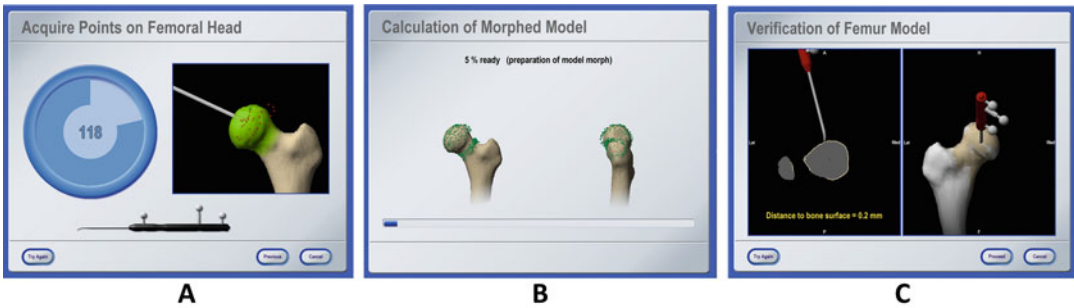 Acquire Points on Femoral Head
118
Try Again
Previous
Cancel
A
Calculation of Morphed Model
5 % ready (preparation of model morph)
B
Verification of Femur Model
A
H
Lat
Med
Lat
Med
Distance to bone surface = 0.2 mm
P
F
Try Again
Proceed
Cancel
C